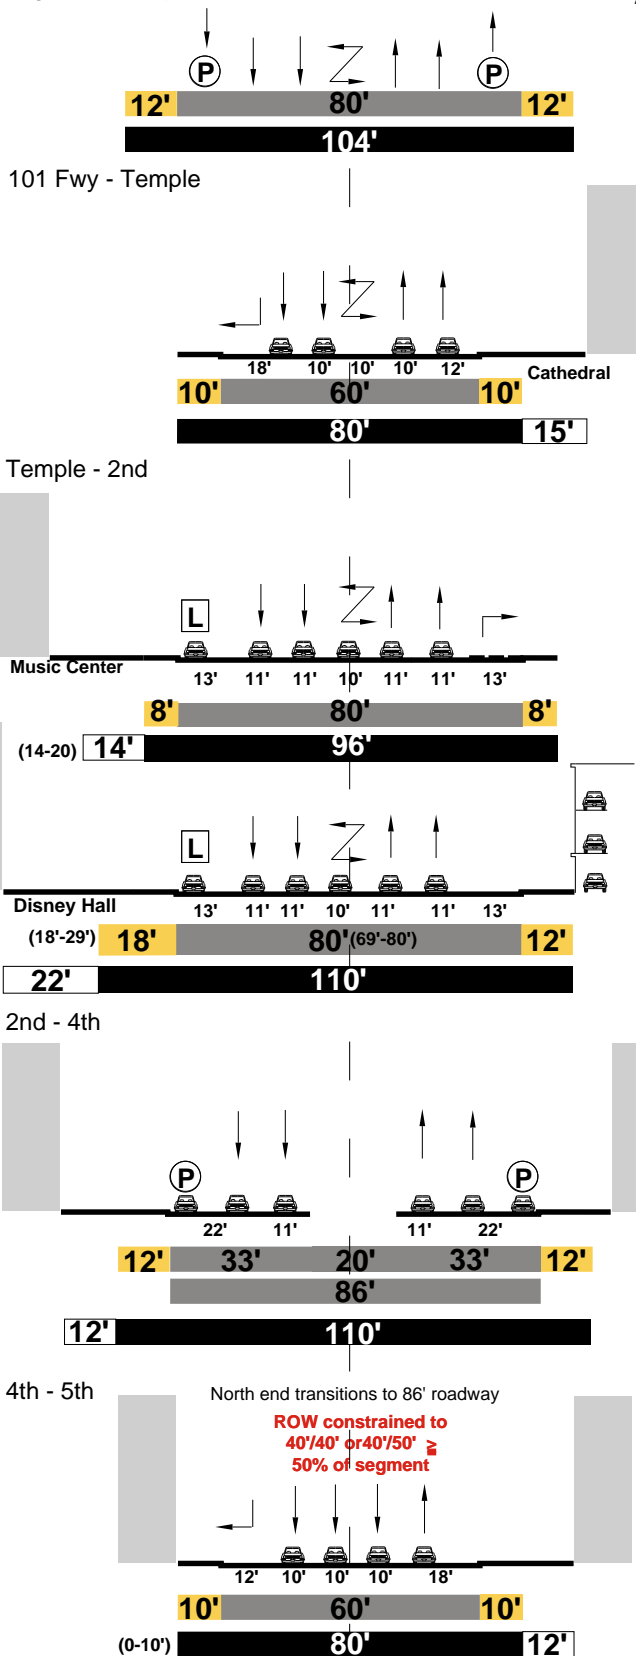 P P
12' 80' 12'
104'
101 Fwy - Temple
18' 10' 10' 10' 12'
Cathedral
10' 60' 10'
80' 15'
Temple - 2nd
L
Music Center
13' 11' 11' 10' 11' 11' 13'
8' 80' 8'
(14-20) 14' 96'
L
Disney Hall
13' 11' 11' 10' 11' 11' 13'
(18'-29') 18' 80' (69'-80') 12'
22' 110'
2nd - 4th
P P
22' 11' 11' 22'
12' 33' 20' 33' 12'
86'
12' 110'
4th - 5th
North end transitions to 86' roadway
ROW constrained to
40'/40' or40'/50'
50% of segment
12' 10' 10' 10' 18'
10' 60' 10'
(0-10') 80' 12'